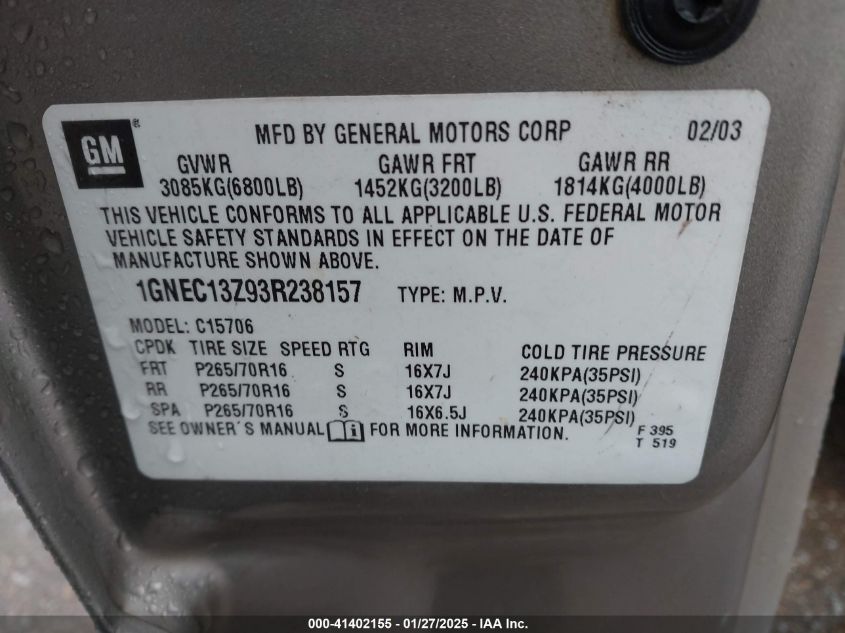 GM ®
MFD BY GENERAL MOTORS CORP 02/03
GVWR GAWR FRT GAWR RR
3085KG(6800LB) 1452KG(3200LB) 1814KG(4000LB)
THIS VEHICLE CONFORMS TO ALL APPLICABLE U.S. FEDERAL MOTOR
VEHICLE SAFETY STANDARDS IN EFFECT ON THE DATE OF
MANUFACTURE SHOWN ABOVE.
1GNEC13Z93R238157 TYPE: M.P.V.
MODEL: C15706
CPDK TIRE SIZE SPEED RTG RIM COLD TIRE PRESSURE
FRT P265/70R16 S 16X7J 240KPA(35PSI)
RR P265/70R16 S 16X7J 240KPA(35PSI)
SPA P265/70R16 S 16X6.5J 240KPA(35PSI)
SEE OWNER´S MANUAL i FOR MORE INFORMATION. F 395
T 519
000-41402155 — 01/27/2025 — IAA Inc.